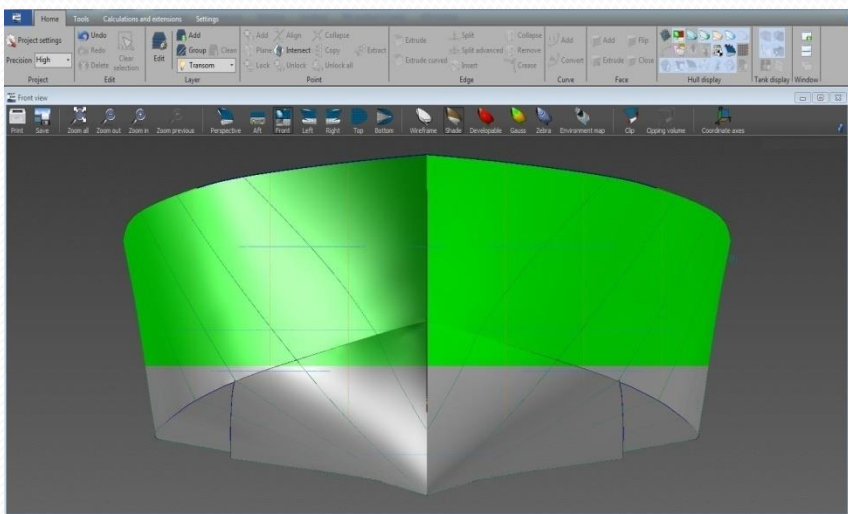 Home Tools Calculations and extensions Settings
Project settings Undo Add Add Align Collapse Extrude Split Collapse Add Add Flip
Redo Group Clean Plane Intersect Copy Extract Split advanced Remove
Precision High Delete Clear selection Edit Transom Lock Unlock Unlock all Extrude curved Insert Crease Convert Extrude Close
Project Edit Layer Point Edge Curve Face Hull display Tank display Window
Front view
Print Save Zoom all Zoom out Zoom in Zoom previous Perspective Aft Front Left Right Top Bottom Wireframe Shade Developable Gauss Zebra Environment map Clip Cipping volume Coordinate axes